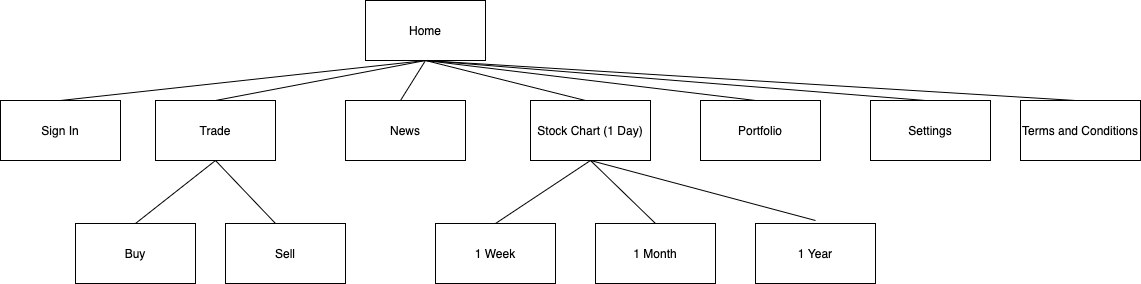 Home
Sign In
Trade
News
Stock Chart (1 Day)
Portfolio
Settings
Terms and Conditions
Buy
Sell
1 Week
1 Month
1 Year